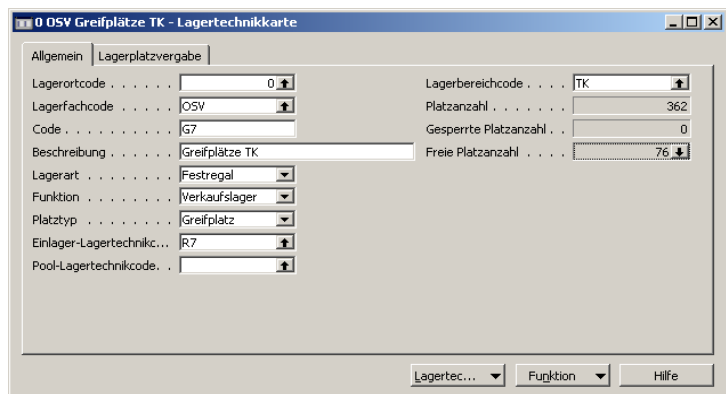 0 OSV Greifplätze TK - Lagertechnikkarte
Allgemein Lagerplatzvergabe
Lagerortcode . . . . . . 0
Lagerfachcode . . . . . OSV
Code . . . . . . . . . . G7
Beschreibung . . . . . . Greifplätze TK
Lagerart . . . . . . . . Festregal
Funktion . . . . . . . . Verkaufslager
Platztyp . . . . . . . . Greifplatz
Einlager-Lagertechnikc... R7
Pool-Lagertechnikcode. .
Lagerbereichcode . . . . TK
Platzanzahl . . . . . . . 362
Gesperrte Platzanzahl . . 0
Freie Platzanzahl . . . . 76
Lagertec... Funktion Hilfe